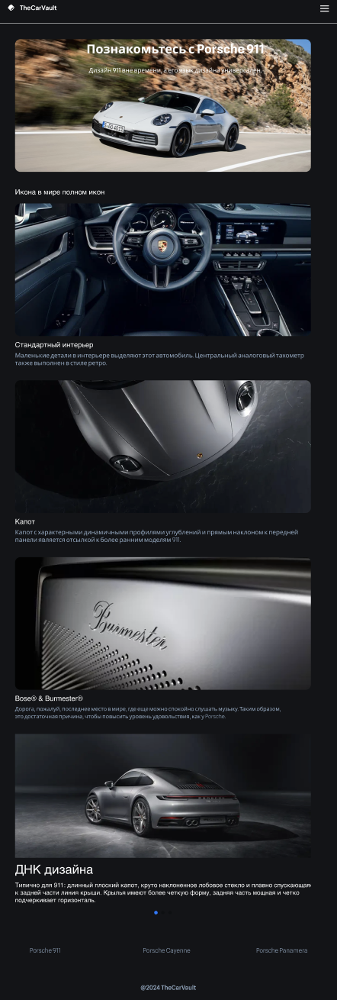 TheCarVault
Познакомьтесь с Porsche 911
Дизайн 911 вне времени, а его язык дизайна универсален.
Икона в мире полном икон
Стандартный интерьер
Маленькие детали в интерьере выделяют этот автомобиль. Центральный аналоговый тахометр
также выполнен в стиле ретро.
Капот
Капот с характерными динамичными профилями углублений и прямым наклоном к передней
панели является отсылкой к более ранним моделям 911.
Burmester
Bose® & Burmester®
Дорога, пожалуй, последнее место в мире, где еще можно спокойно слушать музыку. Таким образом,
это достаточная причина, чтобы повысить уровень удовольствия, как у Porsche.
PORSCHE
ДНК дизайна
Типично для 911: длинный плоский капот, круто наклоненное лобовое стекло и плавно спускающая
к задней части линия крыши. Крылья имеют более четкую форму, задняя часть мощная и четко
подчеркивает горизонталь.
Porsche 911
Porsche Cayenne
Porsche Panamera
@2024 TheCarVault